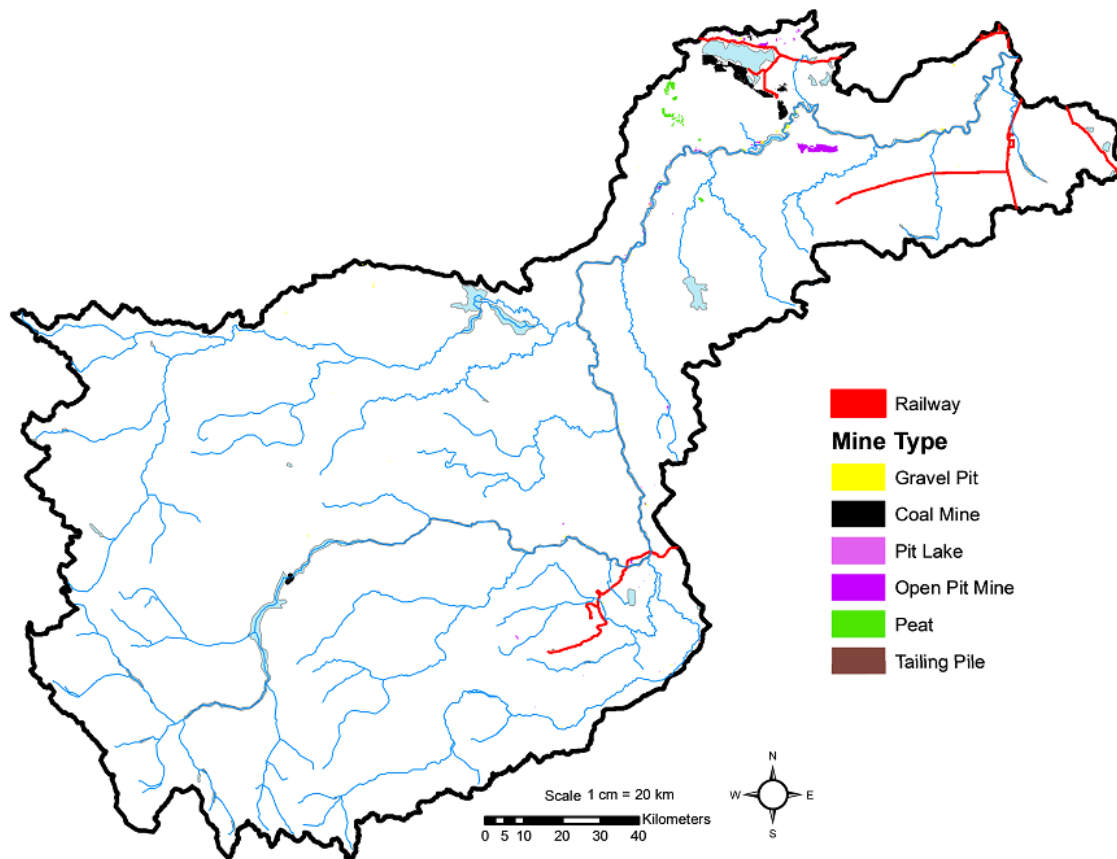 Railway
Mine Type
Gravel Pit
Coal Mine
Pit Lake
Open Pit Mine
Peat
Tailing Pile
N
W E
S
Scale 1 cm = 20 km
Kilometers
0 5 10 20 30 40